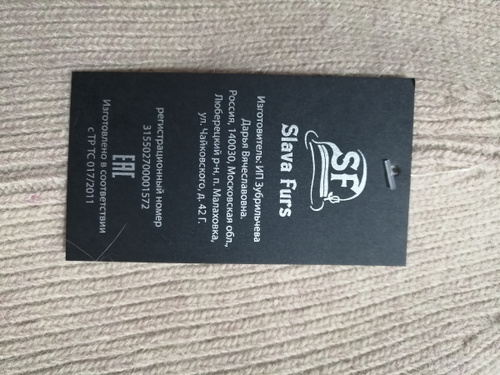 SF
Slava Furs
Изготовитель: ИП Зубрильчева
Дарья Вячеславовна.
Россия, 140030, Московская обл.,
Люберецкий р-н, п. Малаховка,
ул. Чайковского, д. 42 Г.
регистрационный номер
315502700001572
EAC
Изготовлено в соответствии
с ТР ТС 017/2011